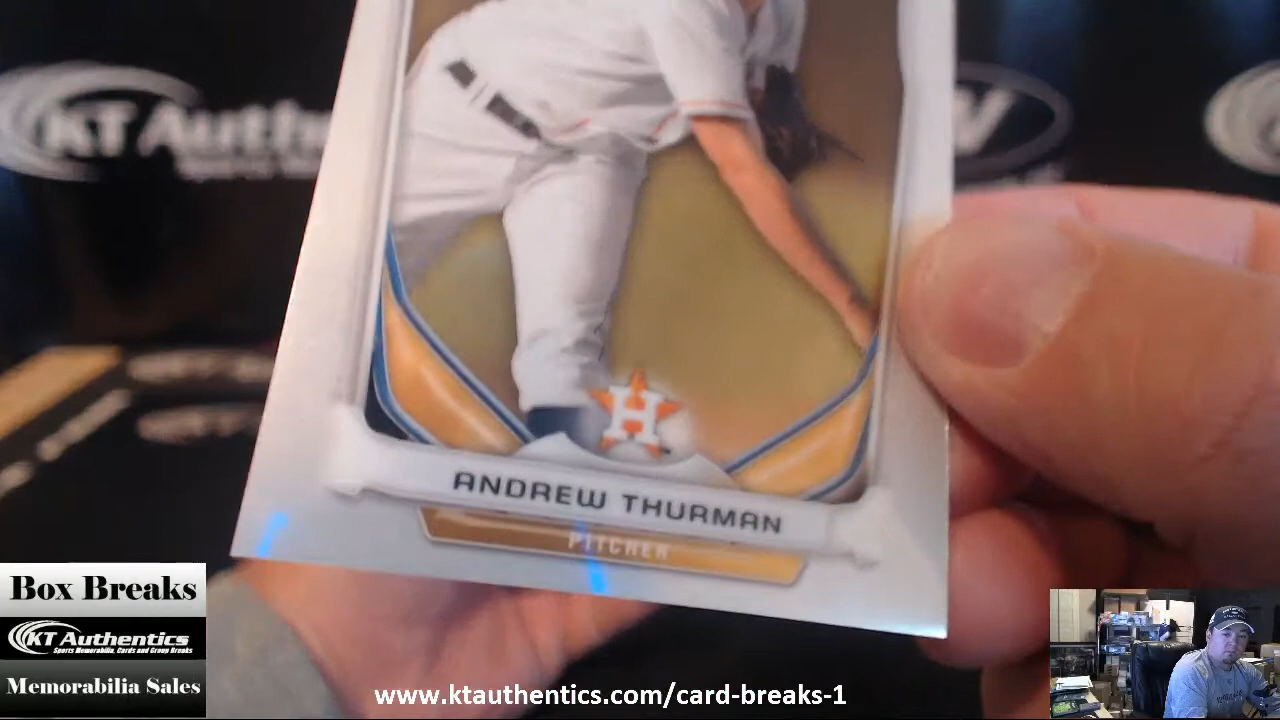 KT Authe
H
ANDREW THURMAN
PITCHER
Box Breaks
KT Authentics
Sports Memorabilia, Cards and Group Breaks
Memorabilia Sales
www.ktauthentics.com/card-breaks-1